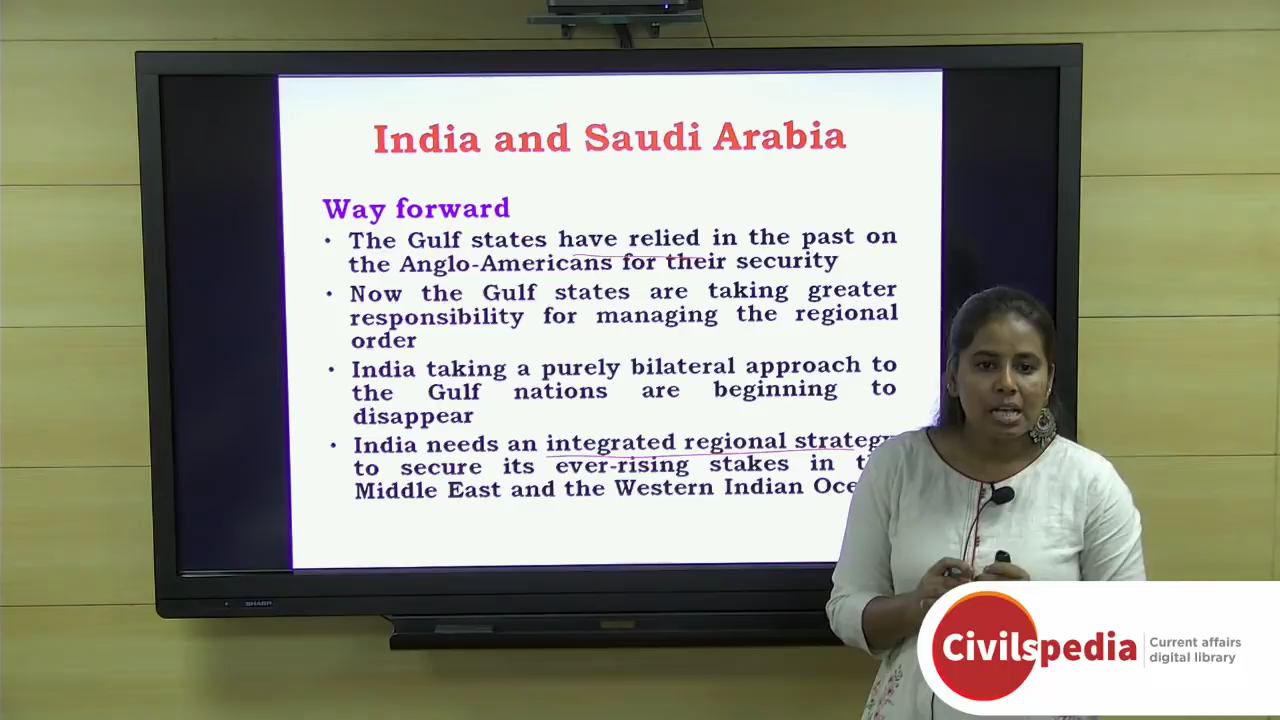 India and Saudi Arabia
Way forward
• The Gulf states have relied in the past on
the Anglo-Americans for their security
• Now the Gulf states are taking greater
responsibility for managing the regional
order
• India taking a purely bilateral approach to
the Gulf nations are beginning to
disappear
• India needs an integrated regional strategy
to secure its ever-rising stakes in
Middle East and the Western Indian
SHARP
Civilspedia
Current affairs
digital library